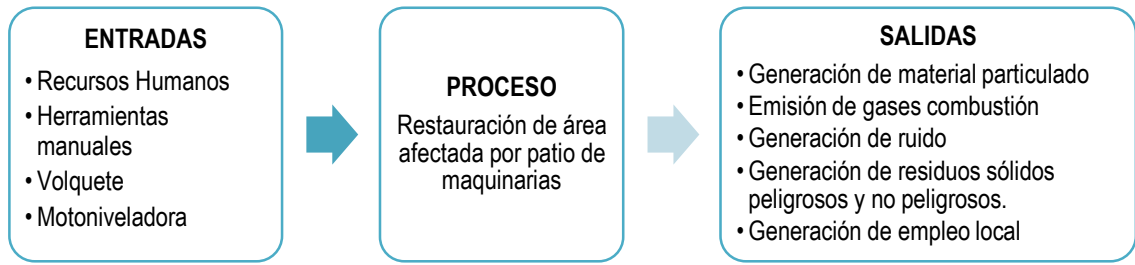 ENTRADAS
• Recursos Humanos
• Herramientas
manuales
• Volquete
• Motoniveladora
PROCESO
Restauración de área
afectada por patio de
maquinarias
SALIDAS
• Generación de material particulado
• Emisión de gases combustión
• Generación de ruido
• Generación de residuos sólidos
peligrosos y no peligrosos.
• Generación de empleo local